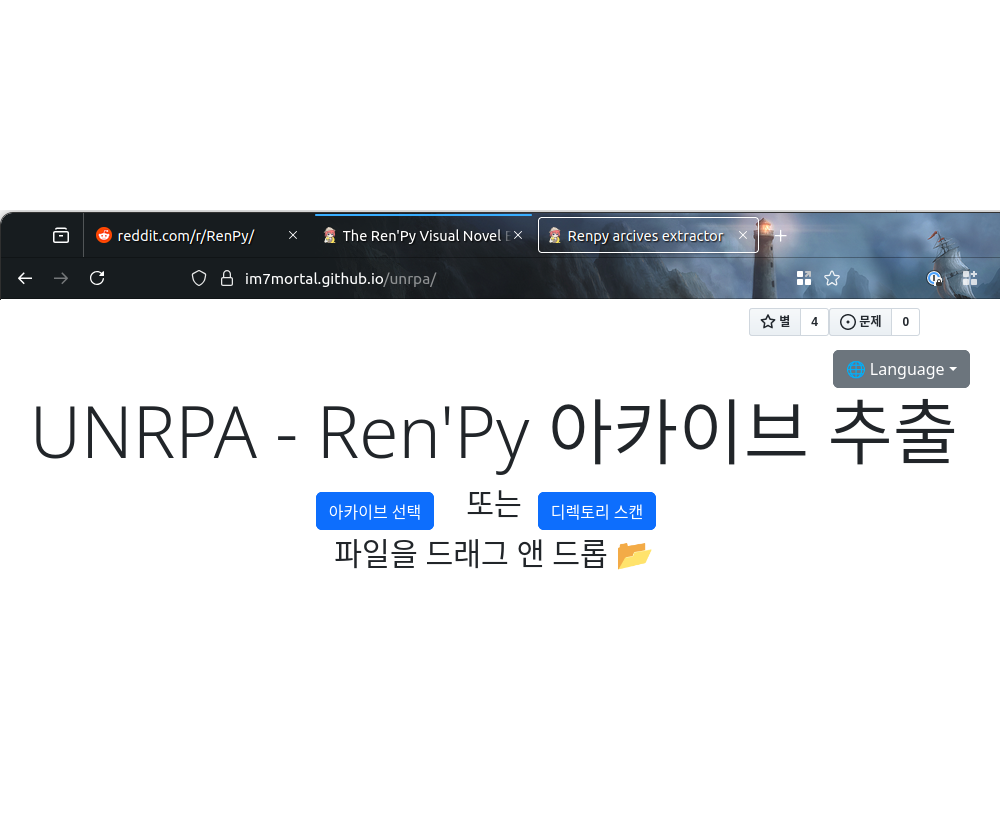 reddit.com/r/RenPy/
The Ren'Py Visual Novel
Renpy arcives extractor
im7mortal.github.io/unrpa/
별 4 문제 0
Language
UNRPA - Ren'Py 아카이브 추출
아카이브 선택 또는 디렉토리 스캔
파일을 드래그 앤 드롭